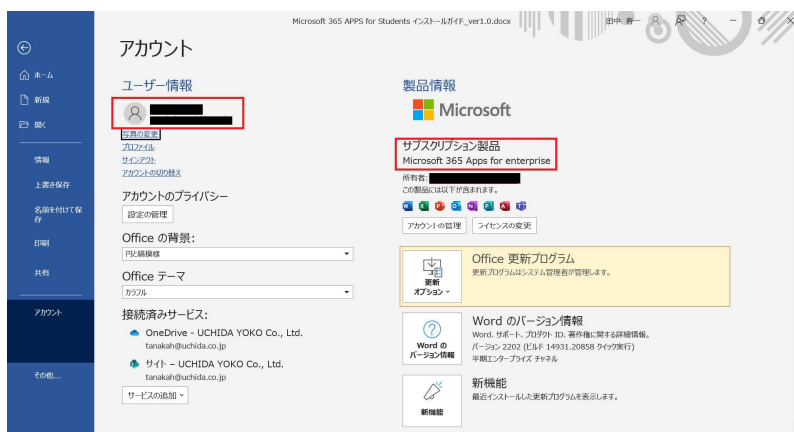 Microsoft 365 APPS for Students インストールガイド_ver1.0.docx
田中 寿一
?
アカウント
ホーム
新規
開く
情報
上書き保存
名前を付けて保
存
印刷
共有
アカウント
その他...
ユーザー情報
写真の変更
プロファイル
サインアウト
アカウントの切り替え
アカウントのプライバシー
設定の管理
Office の背景:
円と縞模様
Office テーマ
カラフル
接続済みサービス:
OneDrive - UCHIDA YOKO Co., Ltd.
tanakah@uchida.co.jp
サイト – UCHIDA YOKO Co., Ltd.
tanakah@uchida.co.jp
サービスの追加
製品情報
Microsoft
サブスクリプション製品
Microsoft 365 Apps for enterprise
所有者:
この製品には以下が含まれます。
アカウントの管理
ライセンスの変更
更新
オプション
Office 更新プログラム
更新プログラムはシステム管理者が管理します。
Word の
バージョン情報
Word のバージョン情報
Word、サポート、プロダクト ID、著作権に関する詳細情報。
バージョン 2202 (ビルド 14931.20858 クイック実行)
半期エンタープライズ チャネル
新機能
新機能
最近インストールした更新プログラムを表示します。